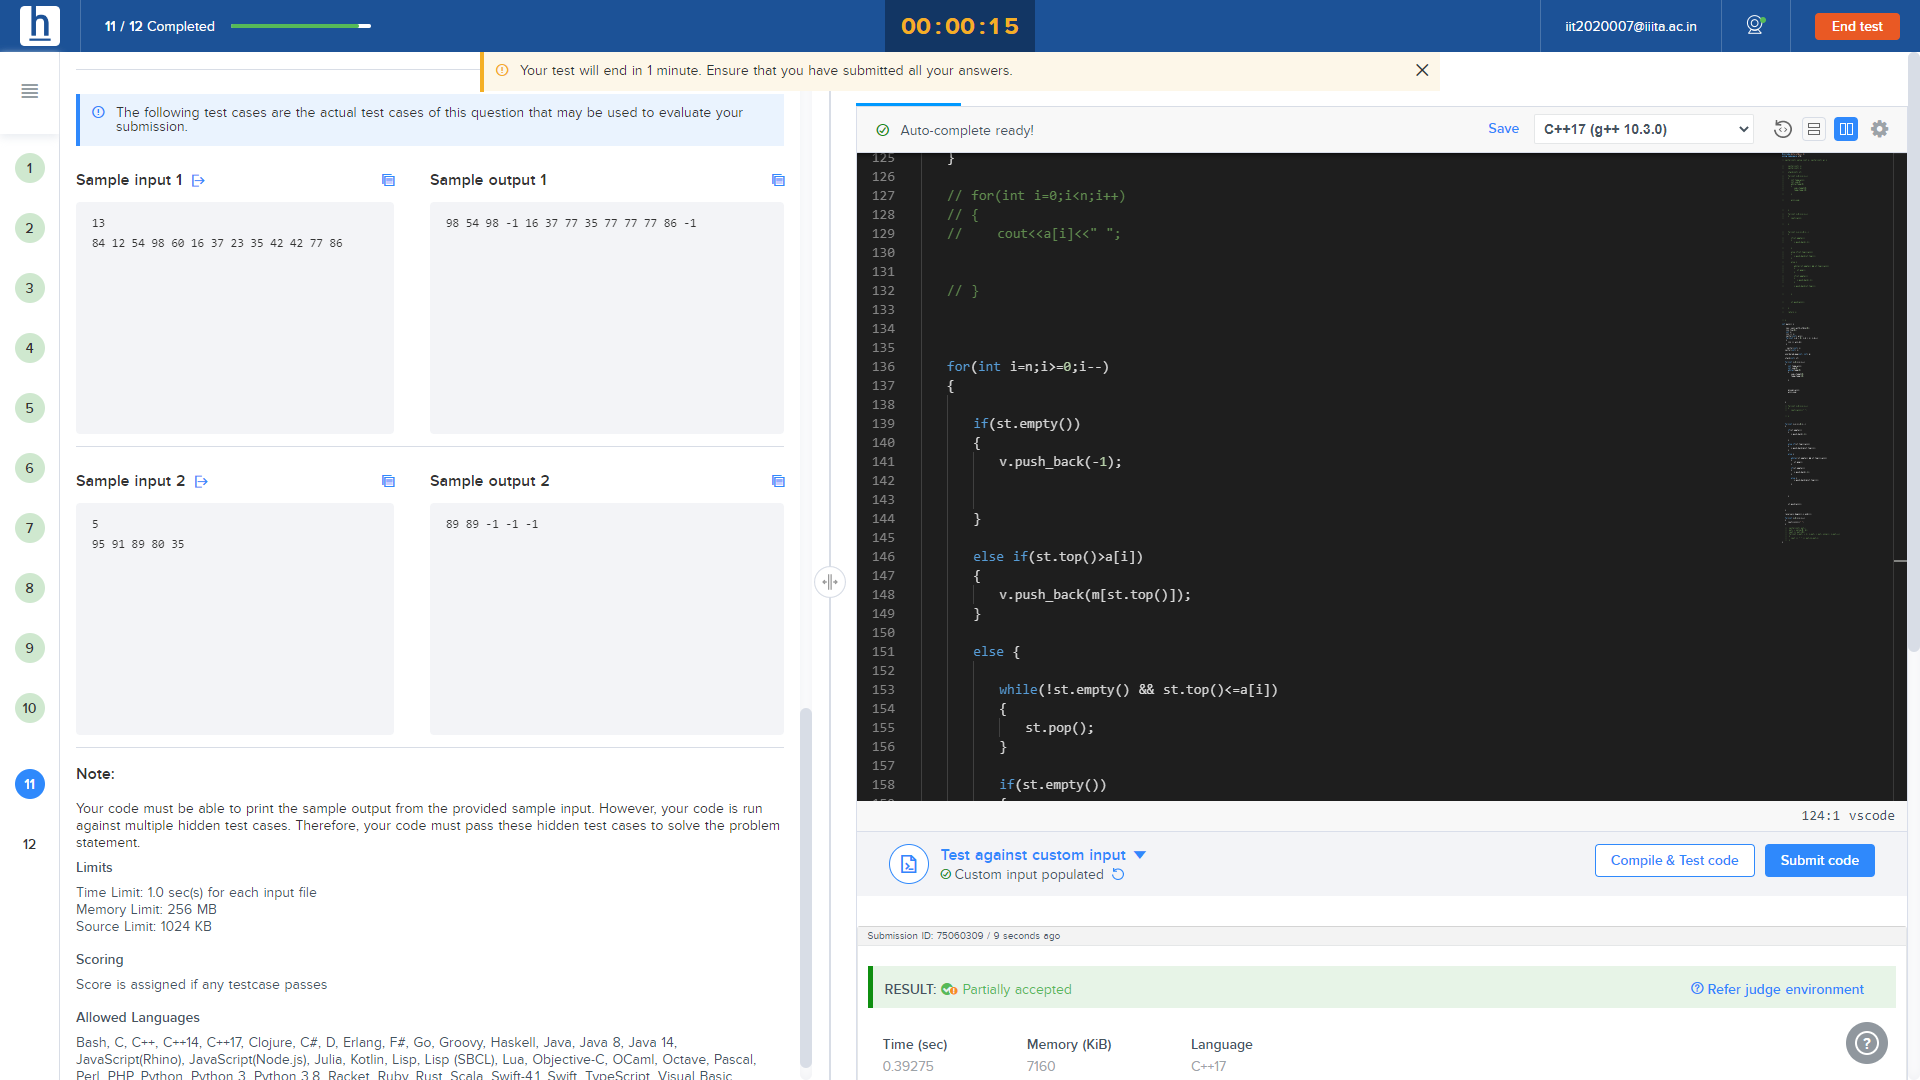 h
11 / 12 Completed
00:00:15
iit2020007@iiita.ac.in
End test
Your test will end in 1 minute. Ensure that you have submitted all your answers.
The following test cases are the actual test cases of this question that may be used to evaluate your
submission.
1
2
3
4
5
6
7
8
9
10
11
12
Sample input 1
Sample output 1
13
84 12 54 98 60 16 37 23 35 42 42 77 86
98 54 98 -1 16 37 77 35 77 77 77 86 -1
Sample input 2
Sample output 2
5
95 91 89 80 35
89 89 -1 -1 -1
Note:
Your code must be able to print the sample output from the provided sample input. However, your code is run
against multiple hidden test cases. Therefore, your code must pass these hidden test cases to solve the problem
statement.
Limits
Time Limit: 1.0 sec(s) for each input file
Memory Limit: 256 MB
Source Limit: 1024 KB
Scoring
Score is assigned if any testcase passes
Allowed Languages
Bash, C, C++, C++14, C++17, Clojure, C#, D, Erlang, F#, Go, Groovy, Haskell, Java, Java 8, Java 14,
JavaScript(Rhino), JavaScript(Node.js), Julia, Kotlin, Lisp, Lisp (SBCL), Lua, Objective-C, OCaml, Octave, Pascal,
Perl, PHP, Python, Python 3, Python 3.8, Racket, Ruby, Rust, Scala, Swift-4.1, Swift, TypeScript, Visual Basic
Auto-complete ready!
Save
C++17 (g++ 10.3.0)
125 }
126
127 // for(int i=0;i<n;i++)
128 // {
129 //     cout<<a[i]<<" ";
130
131
132 // }
133
134
135
136 for(int i=n;i>=0;i--)
137 {
138
139 if(st.empty())
140 {
141 v.push_back(-1);
142
143
144 }
145
146 else if(st.top()>a[i])
147 {
148 v.push_back(m[st.top()]);
149 }
150
151 else {
152
153 while(!st.empty() && st.top()<=a[i])
154 {
155 st.pop();
156 }
157
158 if(st.empty())
124:1 vscode
Test against custom input
Custom input populated
Compile & Test code
Submit code
Submission ID: 75060309 / 9 seconds ago
RESULT: Partially accepted
Refer judge environment
Time (sec)
Memory (KiB)
Language
0.39275
7160
C++17
?